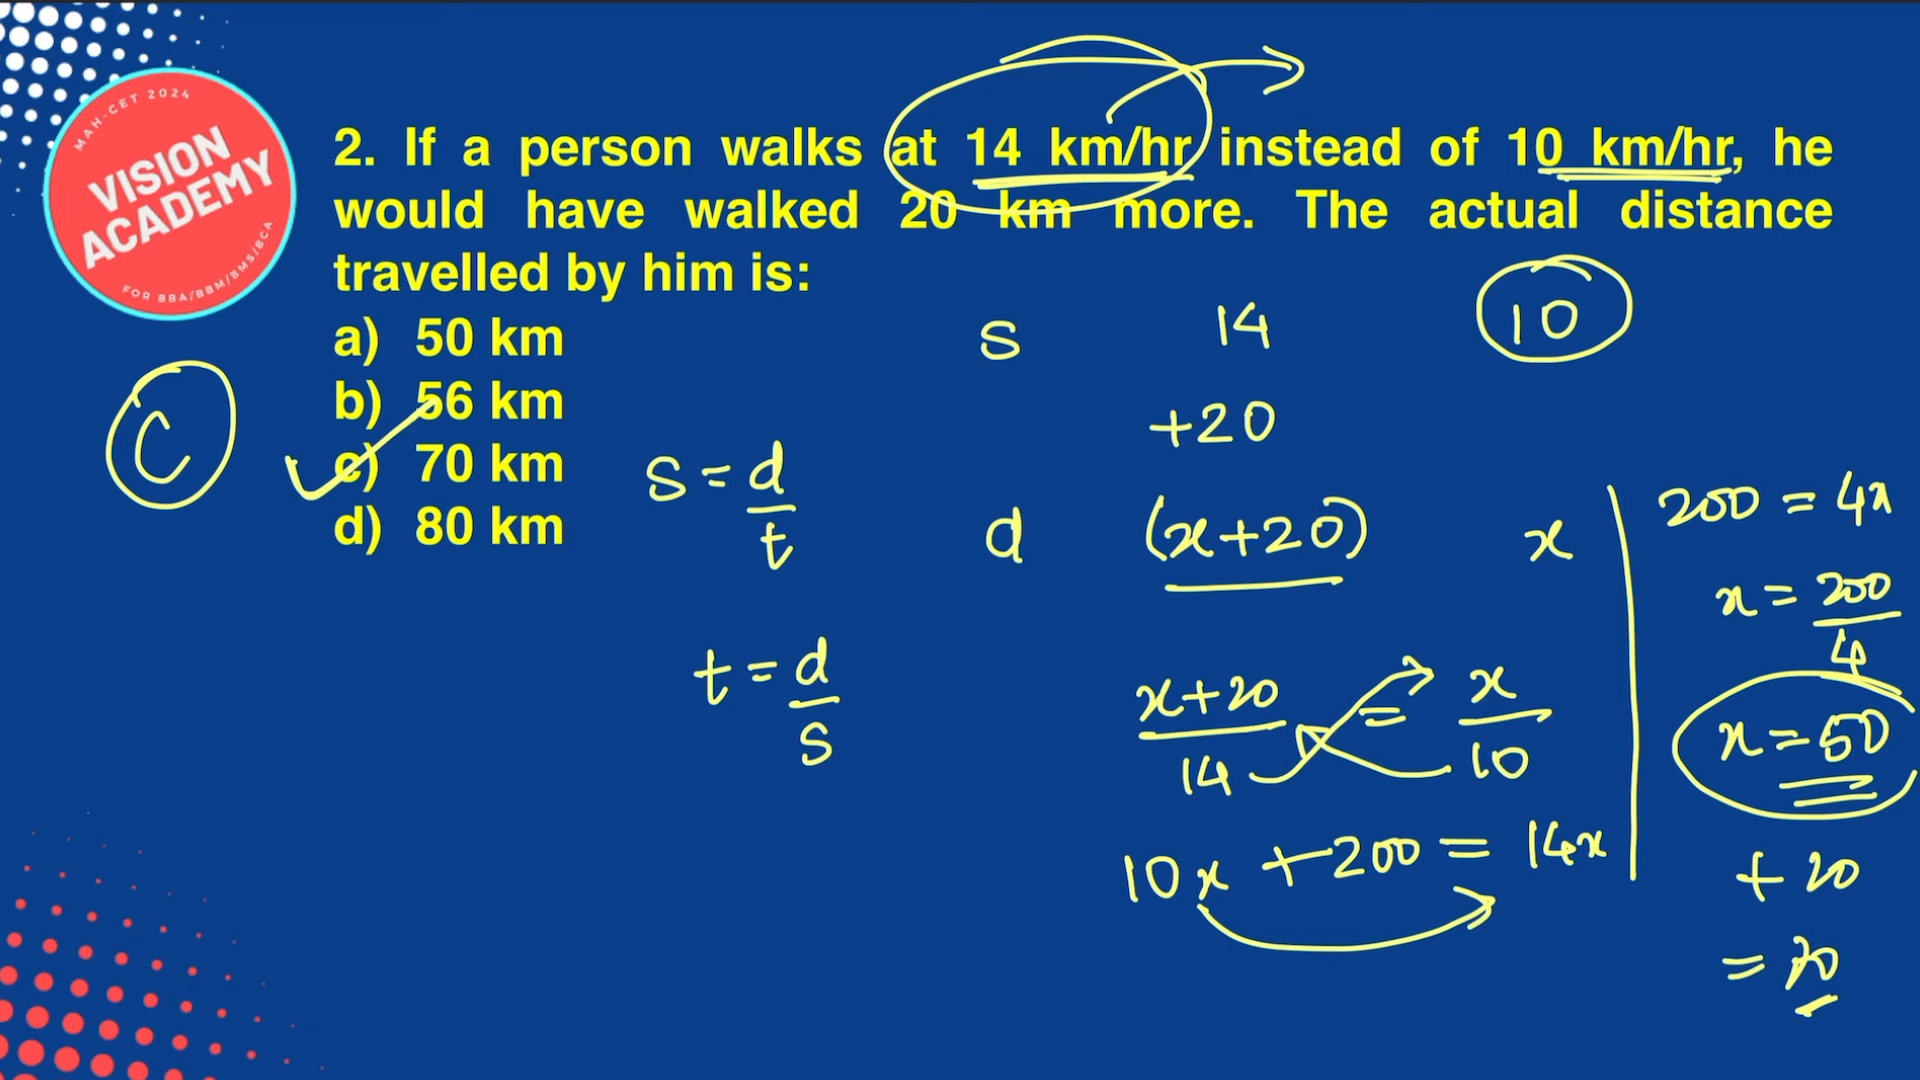 MAH-CET 2024
VISION
ACADEMY
FOR BBA/BBM/BMS/BCA
2. If a person walks at 14 km/hr instead of 10 km/hr, he
would have walked 20 km more. The actual distance
travelled by him is:
a) 50 km
b) 56 km
c) 70 km
d) 80 km
C
s = d
t
t = d
s
s 14 10
+20
d (x+20) x
x+20 = x
14 10
10x + 200 = 14x
200 = 4x
x = 200
4
x = 50
+ 20
= 70